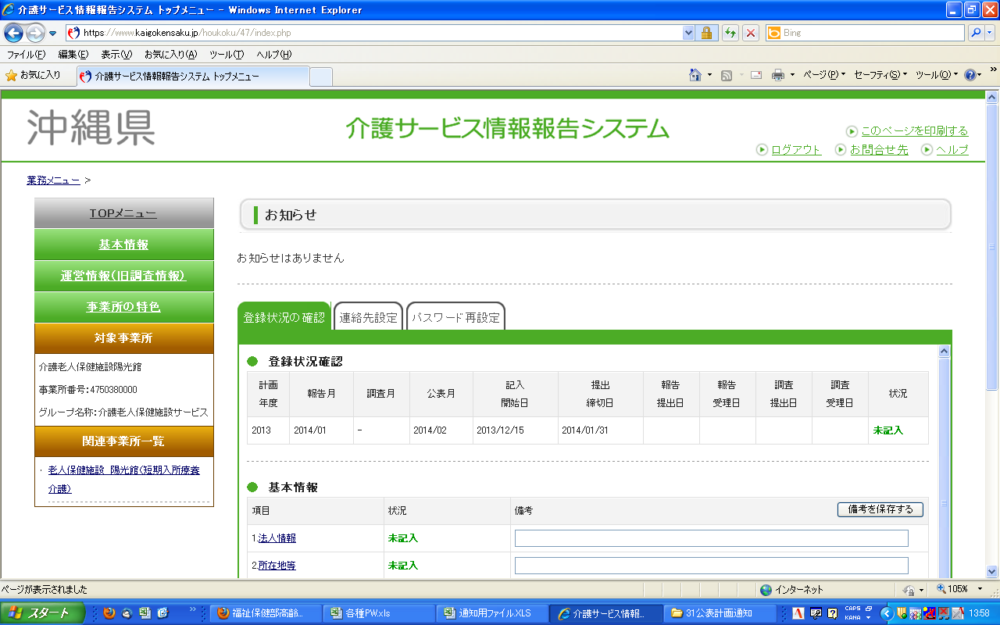 介護サービス情報報告システム トップメニュー - Windows Internet Explorer
https://www.kaigokensaku.jp/houkoku/47/index.php
Bing
ファイル(F) 編集(E) 表示(V) お気に入り(A) ツール(T) ヘルプ(H)
お気に入り
介護サービス情報報告システム トップメニュー
ページ(P) セーフティ(S) ツール(O)
沖縄県
介護サービス情報報告システム
このページを印刷する
ログアウト お問合せ先 ヘルプ
業務メニュー >
TOPメニュー
基本情報
運営情報(旧調査情報)
事業所の特色
対象事業所
介護老人保健施設陽光館
事業所番号:4750380000
グループ名称:介護老人保健施設サービス
関連事業所一覧
・ 老人保健施設 陽光館(短期入所療養
介護)
お知らせ
お知らせはありません
登録状況の確認 連絡先設定 パスワード再設定
● 登録状況確認
計画年度 報告月 調査月 公表月 記入開始日 提出締切日 報告提出日 報告受理日 調査提出日 調査受理日 状況
2013 2014/01 - 2014/02 2013/12/15 2014/01/31 未記入
● 基本情報
項目 状況 備考 備考を保存する
1.法人情報 未記入
2.所在地等 未記入
ページが表示されました
インターネット
105%
スタート
福祉保健部高齢...
各種PW.xls
通知用ファイル.XLS
介護サービス情報...
31公表計画通知
CAPS
KANA
13:58